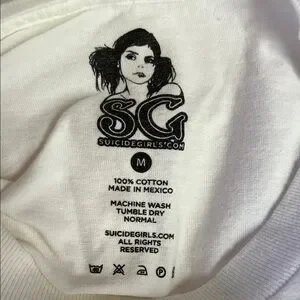 SG
SUICIDEGIRLS.COM
M
100% COTTON
MADE IN MEXICO
MACHINE WASH
TUMBLE DRY
NORMAL
SUICIDEGIRLS.COM
ALL RIGHTS
RESERVED